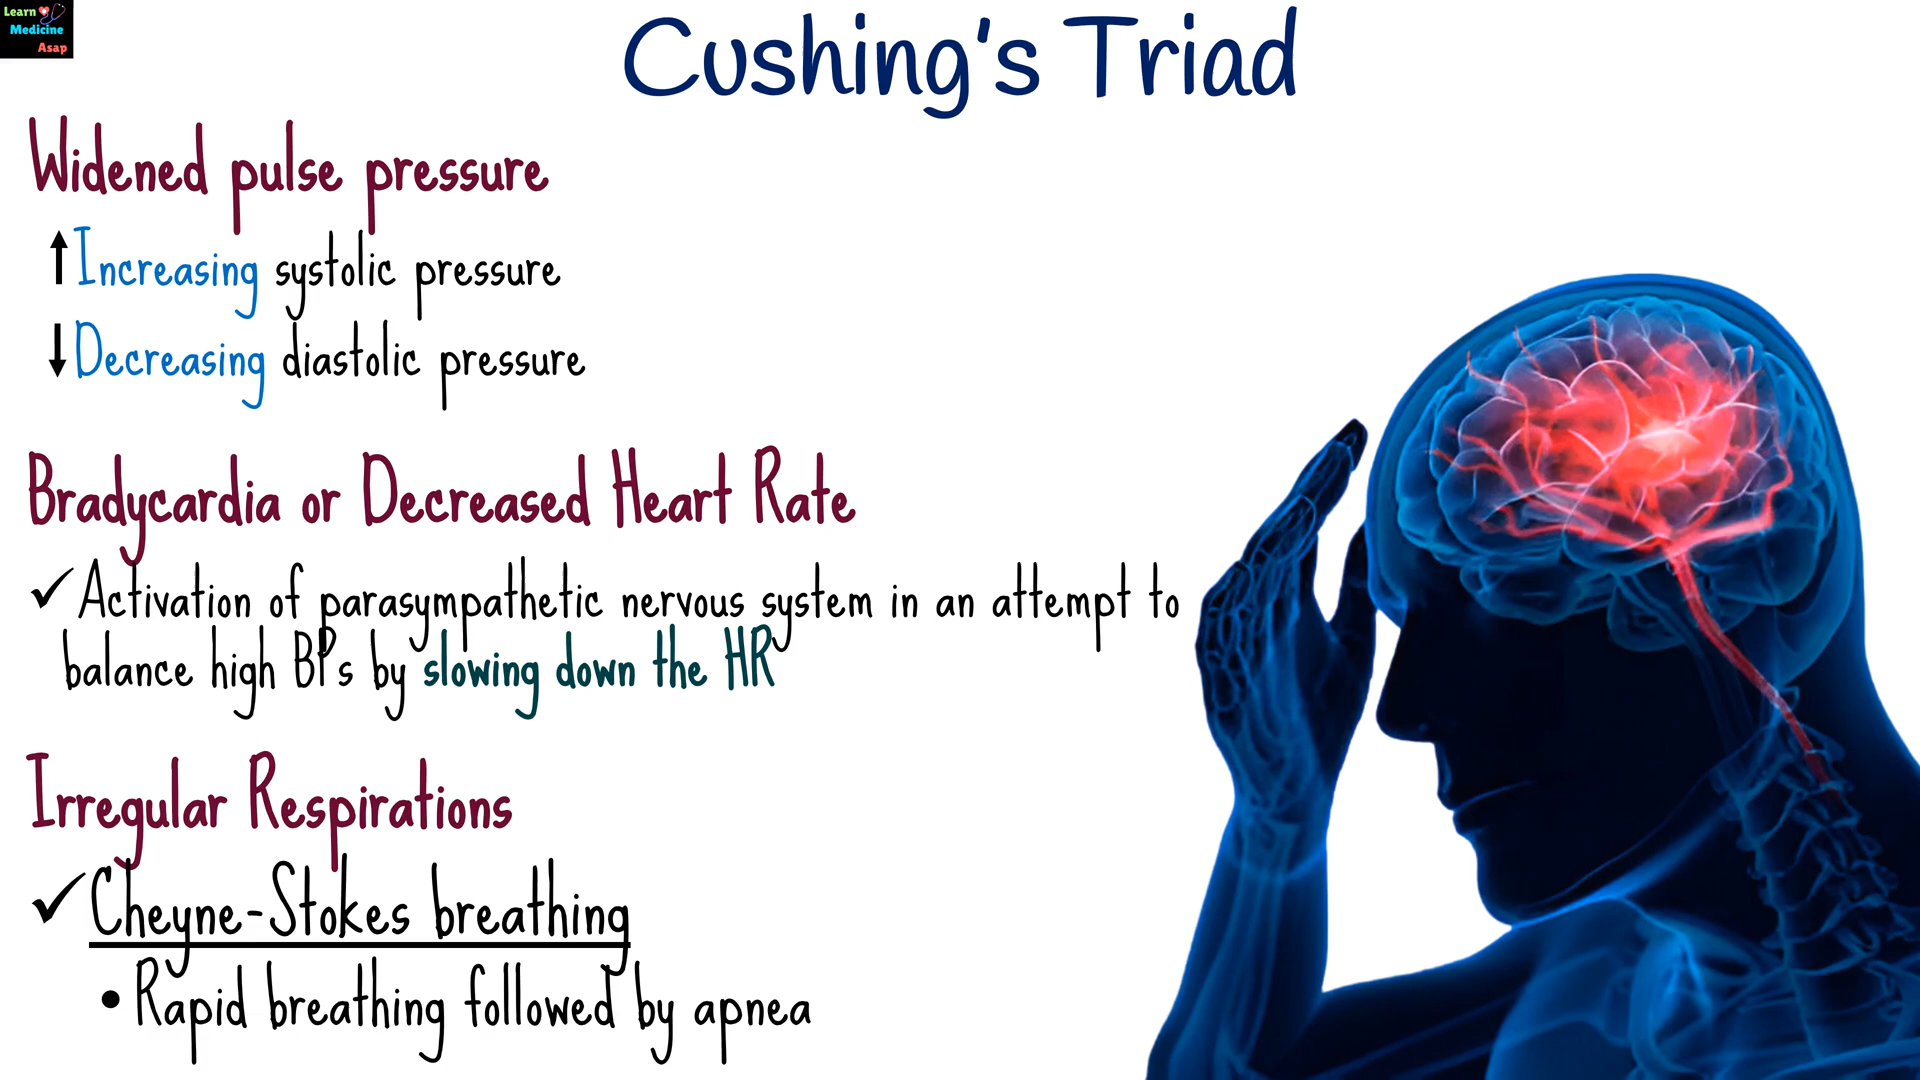 Learn
Medicine
Asap
Cushing's Triad
Widened pulse pressure
↑Increasing systolic pressure
↓Decreasing diastolic pressure
Bradycardia or Decreased Heart Rate
✓Activation of parasympathetic nervous system in an attempt to
balance high BPs by slowing down the HR
Irregular Respirations
✓Cheyne-Stokes breathing
•Rapid breathing followed by apnea